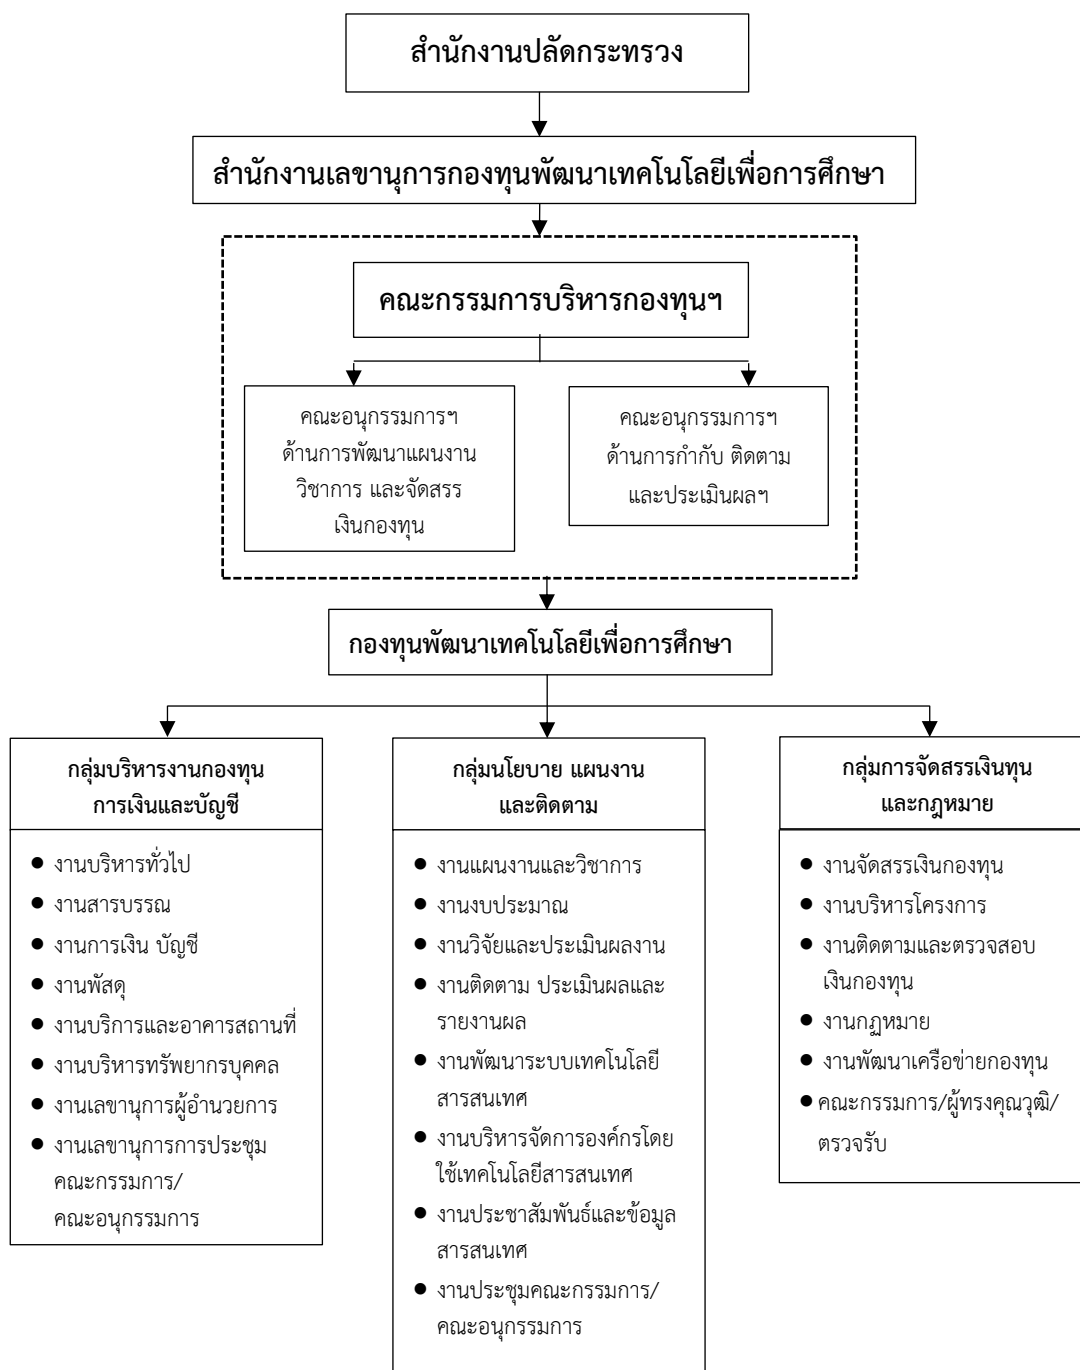 สำนักงานปลัดกระทรวง
สำนักงานเลขานุการกองทุนพัฒนาเทคโนโลยีเพื่อการศึกษา
คณะกรรมการบริหารกองทุนฯ
คณะอนุกรรมการฯ
ด้านการพัฒนาแผนงาน
วิชาการ และจัดสรร
เงินกองทุน
คณะอนุกรรมการฯ
ด้านการกำกับ ติดตาม
และประเมินผลฯ
กองทุนพัฒนาเทคโนโลยีเพื่อการศึกษา
กลุ่มบริหารงานกองทุน
การเงินและบัญชี
● งานบริหารทั่วไป
● งานสารบรรณ
● งานการเงิน บัญชี
● งานพัสดุ
● งานบริการและอาคารสถานที่
● งานบริหารทรัพยากรบุคคล
● งานเลขานุการผู้อำนวยการ
● งานเลขานุการการประชุม
คณะกรรมการ/
คณะอนุกรรมการ
กลุ่มนโยบาย แผนงาน
และติดตาม
● งานแผนงานและวิชาการ
● งานงบประมาณ
● งานวิจัยและประเมินผลงาน
● งานติดตาม ประเมินผลและ
รายงานผล
● งานพัฒนาระบบเทคโนโลยี
สารสนเทศ
● งานบริหารจัดการองค์กรโดย
ใช้เทคโนโลยีสารสนเทศ
● งานประชาสัมพันธ์และข้อมูล
สารสนเทศ
● งานประชุมคณะกรรมการ/
คณะอนุกรรมการ
กลุ่มการจัดสรรเงินทุน
และกฎหมาย
● งานจัดสรรเงินกองทุน
● งานบริหารโครงการ
● งานติดตามและตรวจสอบ
เงินกองทุน
● งานกฏหมาย
● งานพัฒนาเครือข่ายกองทุน
● คณะกรรมการ/ผู้ทรงคุณวุฒิ/
ตรวจรับ